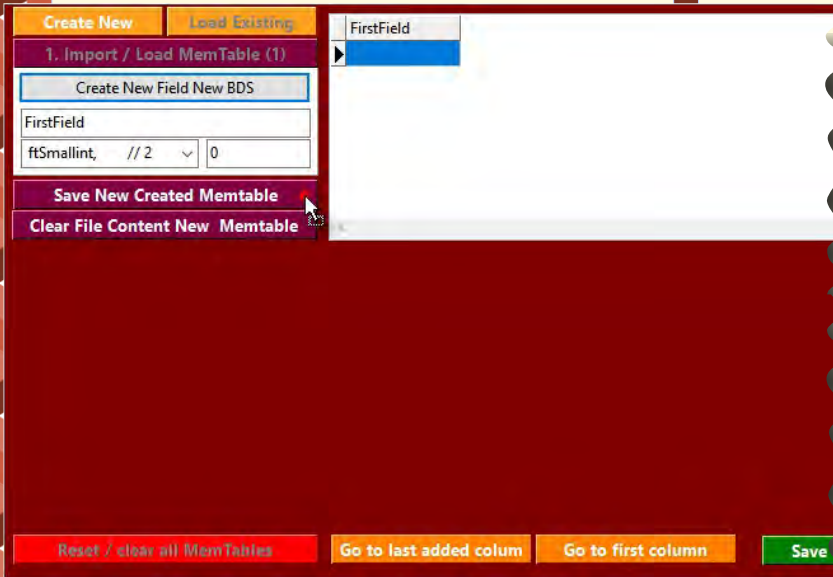 Create New
Load Existing
1. Import / Load MemTable (1)
Create New Field New BDS
FirstField
ftSmallint, // 2
0
Save New Created Memtable
Clear File Content New Memtable
FirstField
Reset / clear all MemTables
Go to last added colum
Go to first column
Save